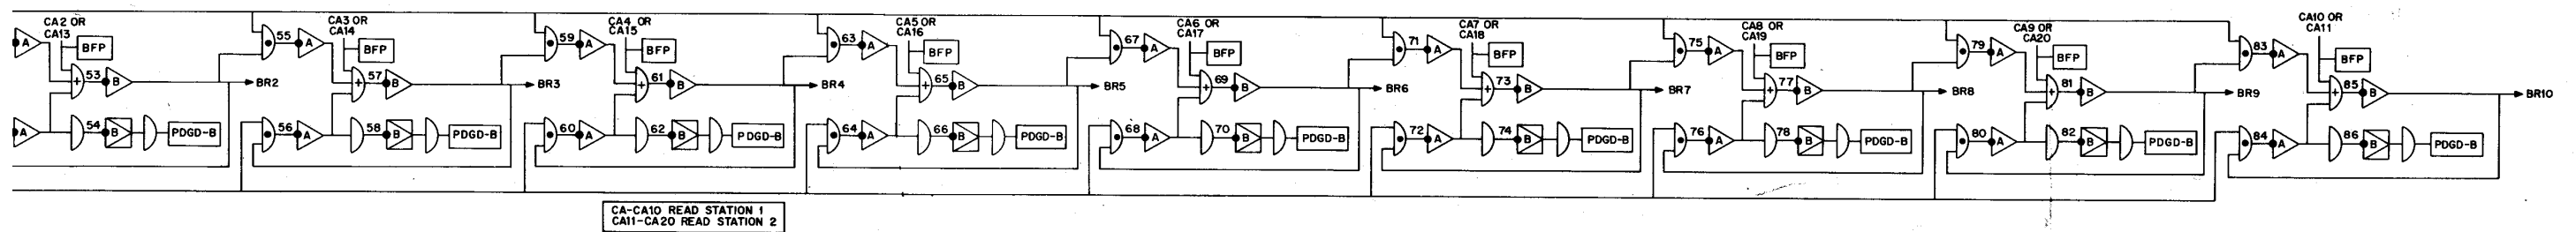 CA2 OR
CA13
BFP
A
53
B
BR2
A
54
B
PDGD-B
CA3 OR
CA14
BFP
55
A
57
B
BR3
56
A
58
B
PDGD-B
CA4 OR
CA15
BFP
59
A
61
B
BR4
60
A
62
B
PDGD-B
CA5 OR
CA16
BFP
63
A
65
B
BR5
64
A
66
B
PDGD-B
CA6 OR
CA17
BFP
67
A
69
B
BR6
68
A
70
B
PDGD-B
CA7 OR
CA18
BFP
71
A
73
B
BR7
72
A
74
B
PDGD-B
CA8 OR
CA19
BFP
75
A
77
B
BR8
76
A
78
B
PDGD-B
CA9 OR
CA20
BFP
79
A
81
B
BR9
80
A
82
B
PDGD-B
CA10 OR
CA11
BFP
83
A
85
B
BR10
84
A
86
B
PDGD-B
CA-CA10 READ STATION 1
CA11-CA20 READ STATION 2